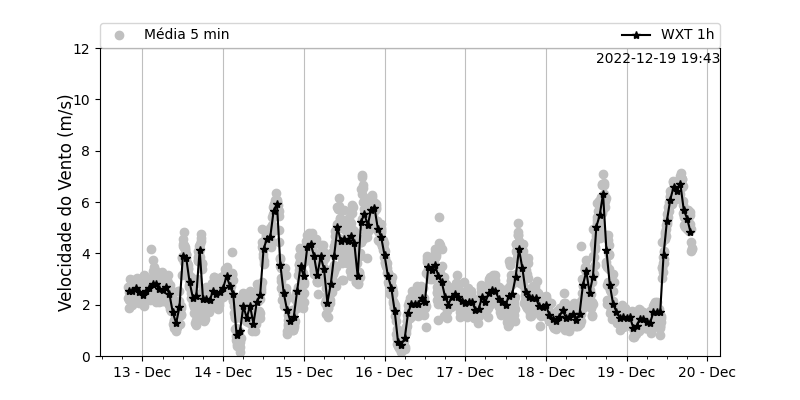 Média 5 min
WXT 1h
2022-12-19 19:43
Velocidade do Vento (m/s)
12
10
8
6
4
2
0
13 - Dec
14 - Dec
15 - Dec
16 - Dec
17 - Dec
18 - Dec
19 - Dec
20 - Dec